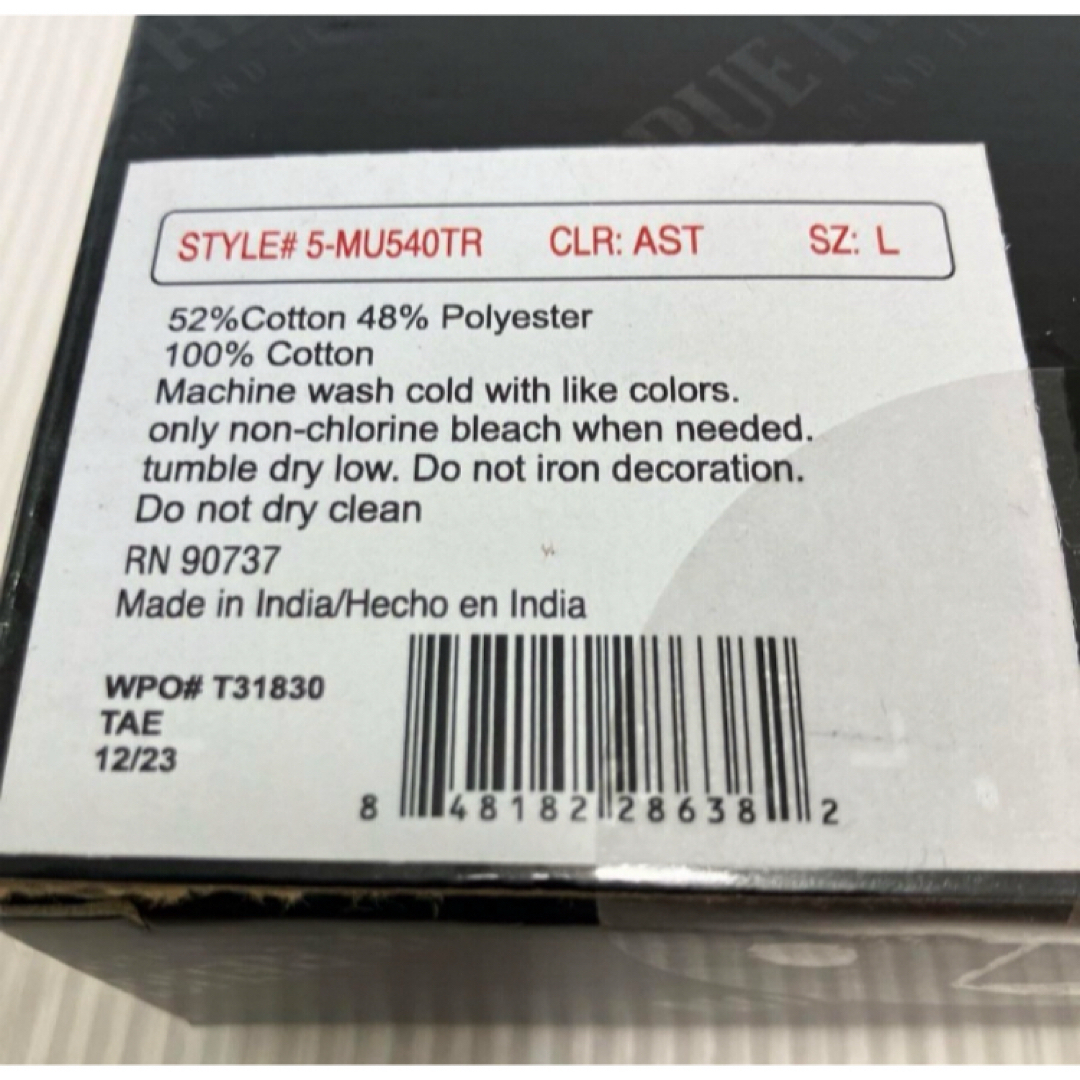 STYLE# 5-MU540TR CLR: AST SZ: L
52%Cotton 48% Polyester
100% Cotton
Machine wash cold with like colors.
only non-chlorine bleach when needed.
tumble dry low. Do not iron decoration.
Do not dry clean
RN 90737
Made in India/Hecho en India
WPO# T31830
TAE
12/23
8 48182 28638 2